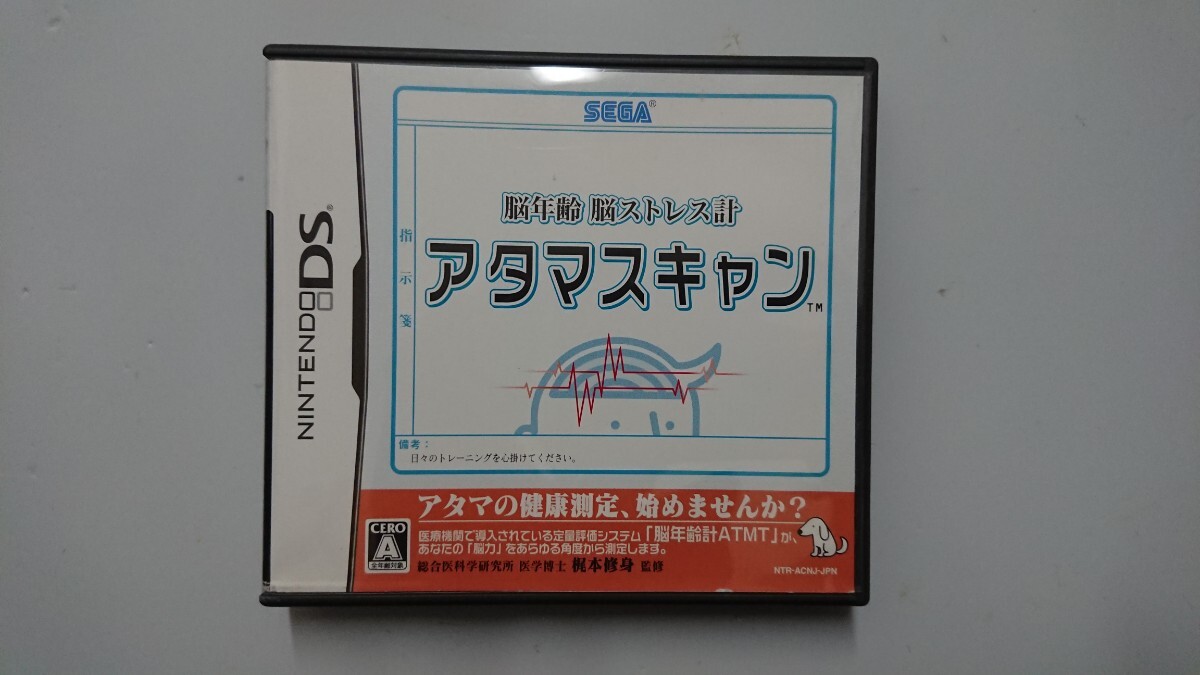 NINTENDO DS®
SEGA®
脳年齢 脳ストレス計
アタマスキャン™
指示箋
備考：
日々のトレーニングを心掛けてください。
アタマの健康測定、始めませんか？
医療機関で導入されている定量評価システム「脳年齢計ATMT」が、
あなたの「脳力」をあらゆる角度から測定します。
総合医科学研究所 医学博士 梶本修身 監修
CERO
A
全年齢対象
NTR-ACNJ-JPN